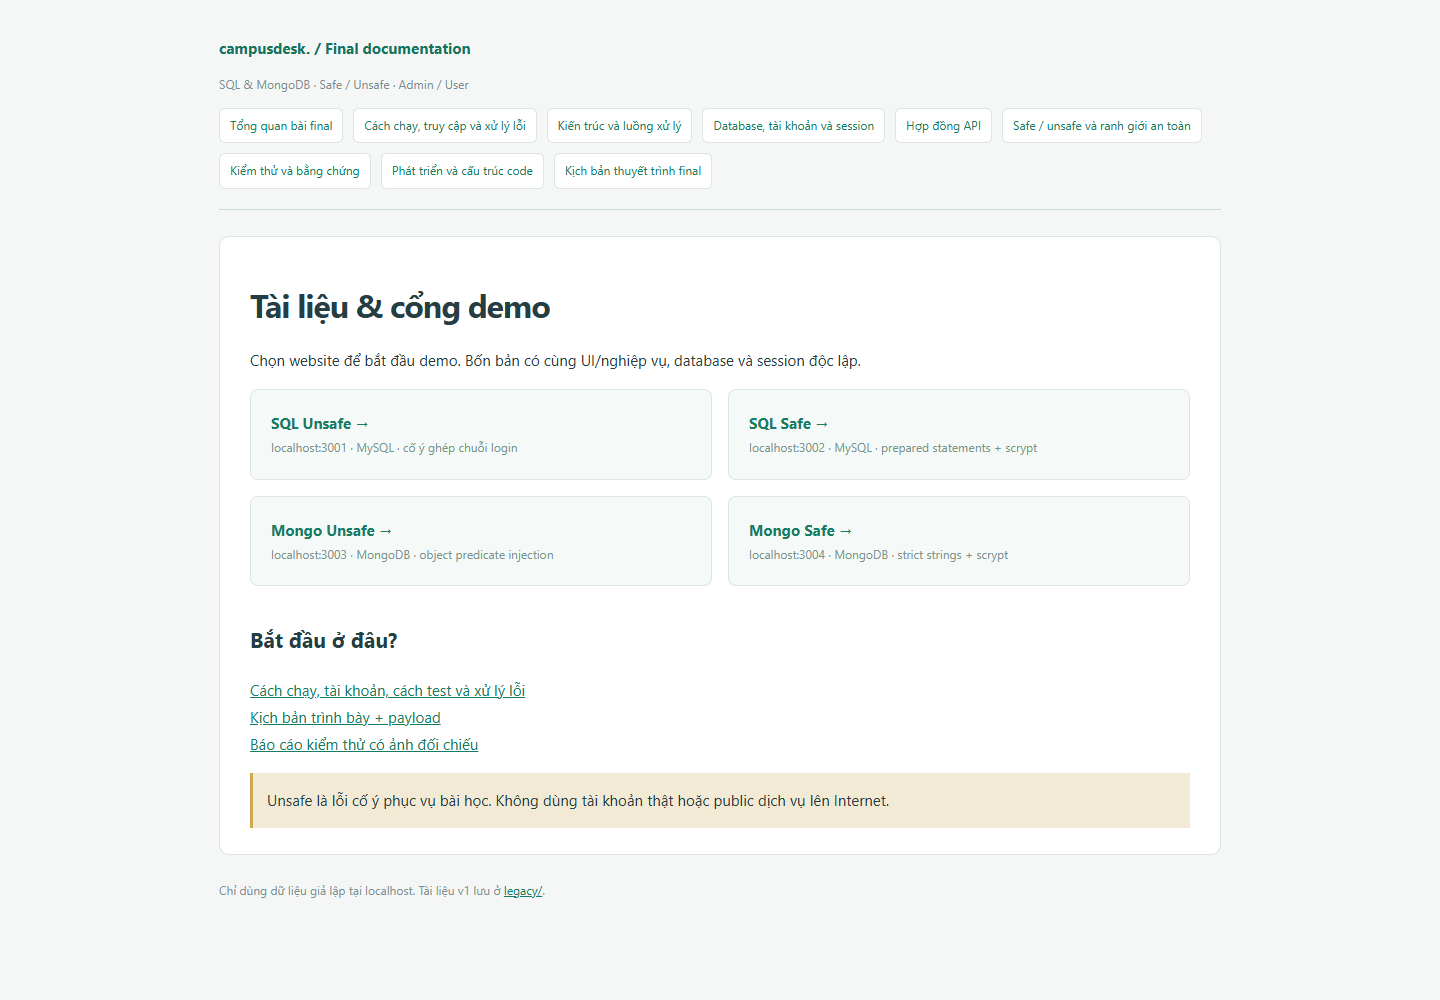 campusdesk. / Final documentation
SQL & MongoDB · Safe / Unsafe · Admin / User
Tổng quan bài final
Cách chạy, truy cập và xử lý lỗi
Kiến trúc và luồng xử lý
Database, tài khoản và session
Hợp đồng API
Safe / unsafe và ranh giới an toàn
Kiểm thử và bằng chứng
Phát triển và cấu trúc code
Kịch bản thuyết trình final
Tài liệu & cổng demo
Chọn website để bắt đầu demo. Bốn bản có cùng UI/nghiệp vụ, database và session độc lập.
SQL Unsafe →
localhost:3001 · MySQL · cố ý ghép chuỗi login
SQL Safe →
localhost:3002 · MySQL · prepared statements + scrypt
Mongo Unsafe →
localhost:3003 · MongoDB · object predicate injection
Mongo Safe →
localhost:3004 · MongoDB · strict strings + scrypt
Bắt đầu ở đâu?
Cách chạy, tài khoản, cách test và xử lý lỗi
Kịch bản trình bày + payload
Báo cáo kiểm thử có ảnh đối chiếu
Unsafe là lỗi cố ý phục vụ bài học. Không dùng tài khoản thật hoặc public dịch vụ lên Internet.
Chỉ dùng dữ liệu giả lập tại localhost. Tài liệu v1 lưu ở legacy/.